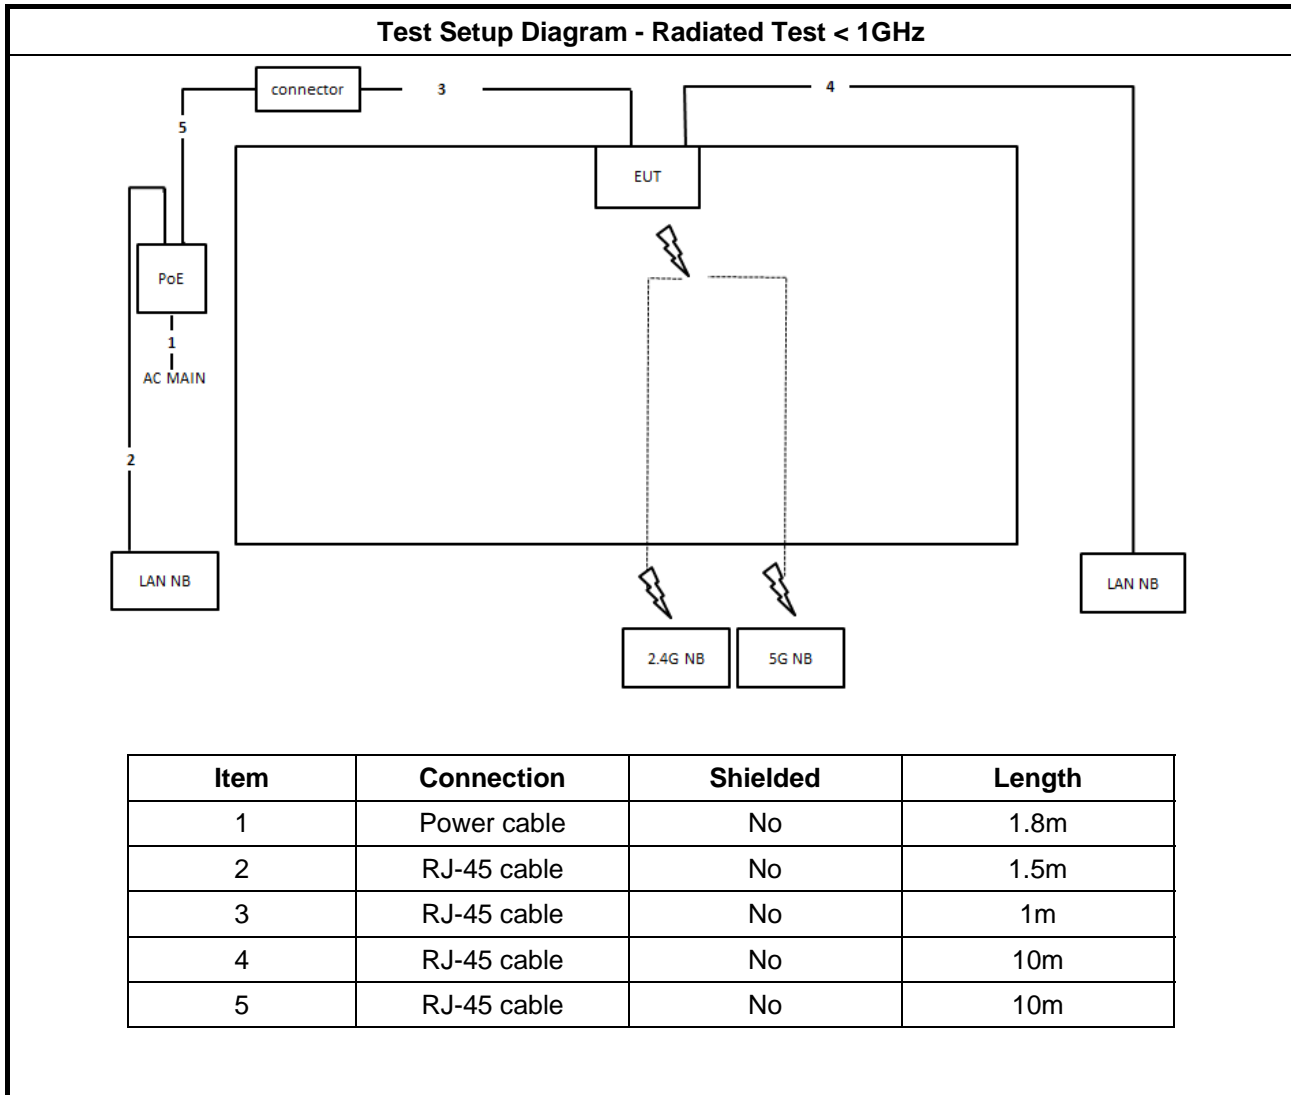 Test Setup Diagram - Radiated Test < 1GHz
connector
3
4
5
EUT
PoE
1
AC MAIN
2
LAN NB
LAN NB
2.4G NB
5G NB
Item Connection Shielded Length
1 Power cable No 1.8m
2 RJ-45 cable No 1.5m
3 RJ-45 cable No 1m
4 RJ-45 cable No 10m
5 RJ-45 cable No 10m